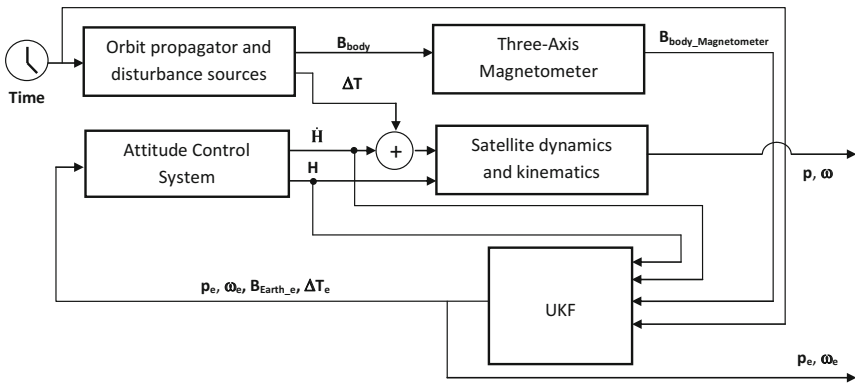 Time
Orbit propagator and
disturbance sources
B_body
ΔT
Three-Axis
Magnetometer
B_body_Magnetometer
Attitude Control
System
Ḣ
H
+
Satellite dynamics
and kinematics
p, ω
UKF
p_e, ω_e, B_Earth_e, ΔT_e
p_e, ω_e